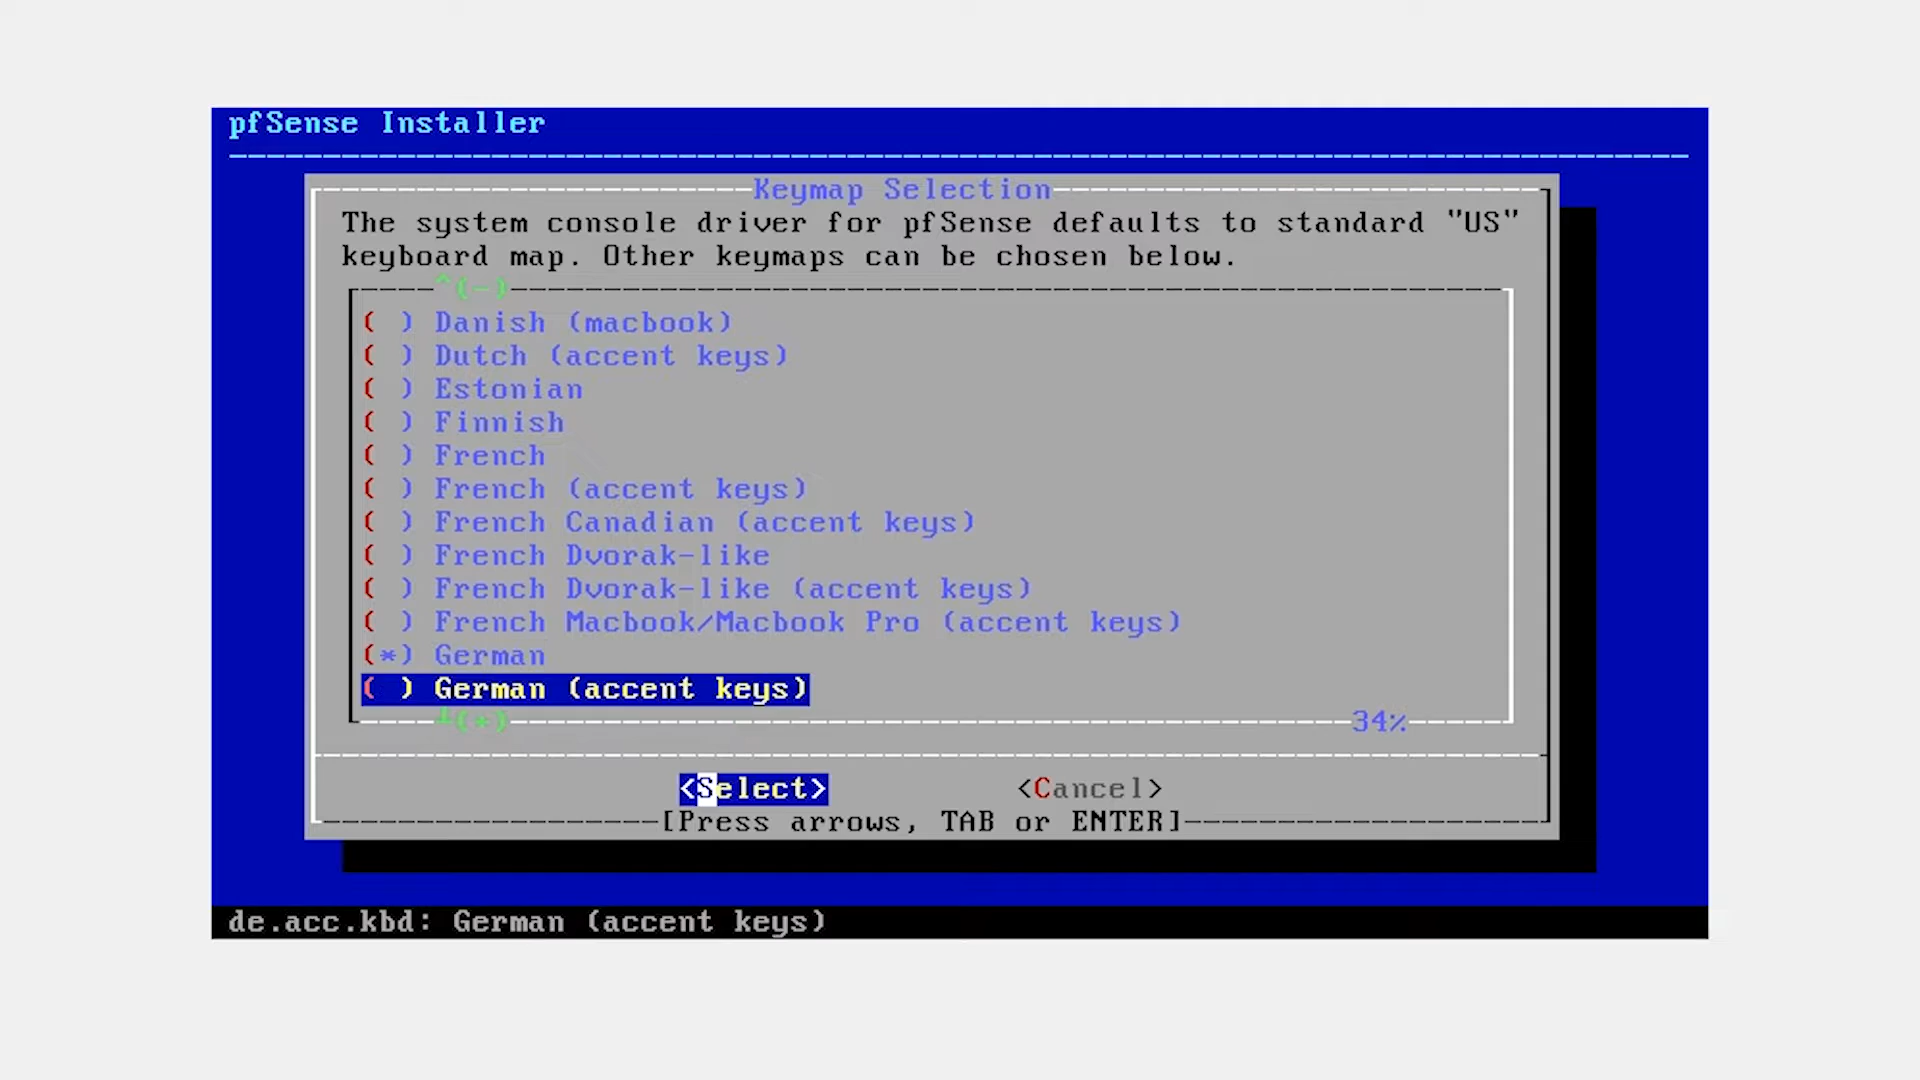 pfSense Installer
Keymap Selection
The system console driver for pfSense defaults to standard "US"
keyboard map. Other keymaps can be chosen below.
^(-)
( ) Danish (macbook)
( ) Dutch (accent keys)
( ) Estonian
( ) Finnish
( ) French
( ) French (accent keys)
( ) French Canadian (accent keys)
( ) French Dvorak-like
( ) French Dvorak-like (accent keys)
( ) French Macbook/Macbook Pro (accent keys)
(*) German
( ) German (accent keys)
34%
<Select> <Cancel>
[Press arrows, TAB or ENTER]
de.acc.kbd: German (accent keys)